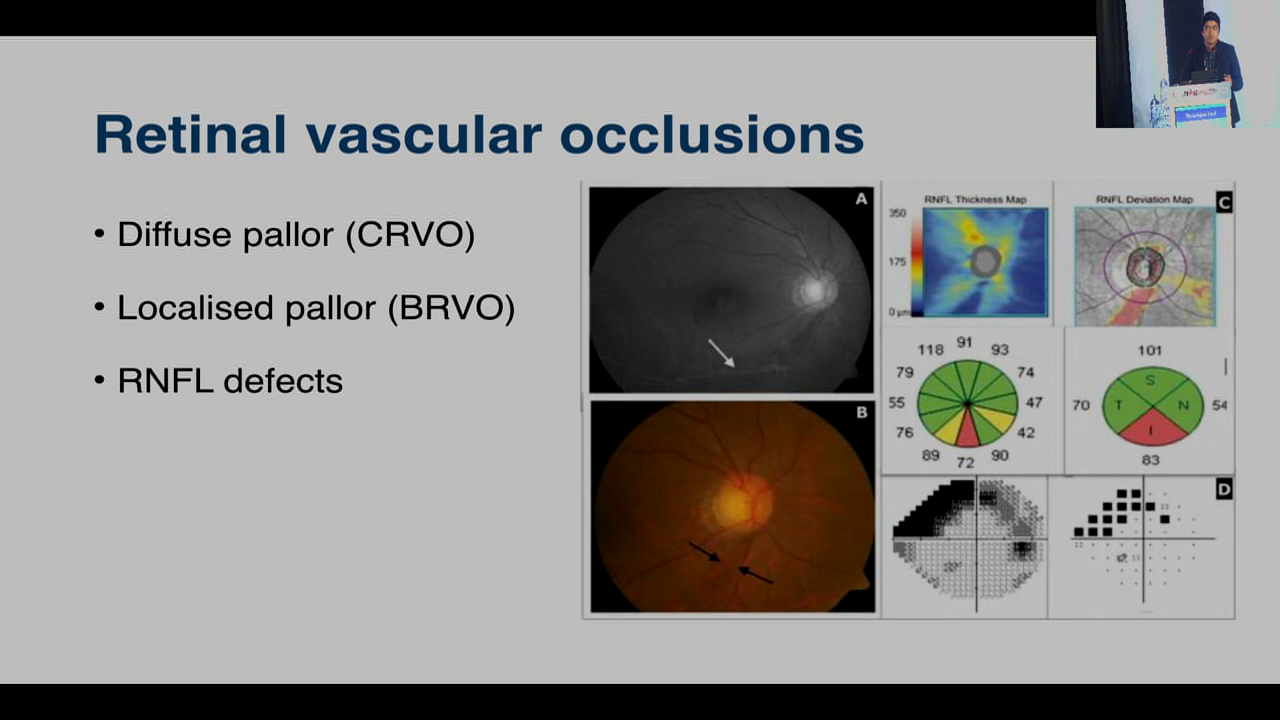 Retinal vascular occlusions
• Diffuse pallor (CRVO)
• Localised pallor (BRVO)
• RNFL defects
A
B
RNFL Thickness Map
350
175
0 µm
RNFL Deviation Map
C
118 91 93
79 74
55 47
76 42
89 72 90
101
S
70 T N 54
I
83
D